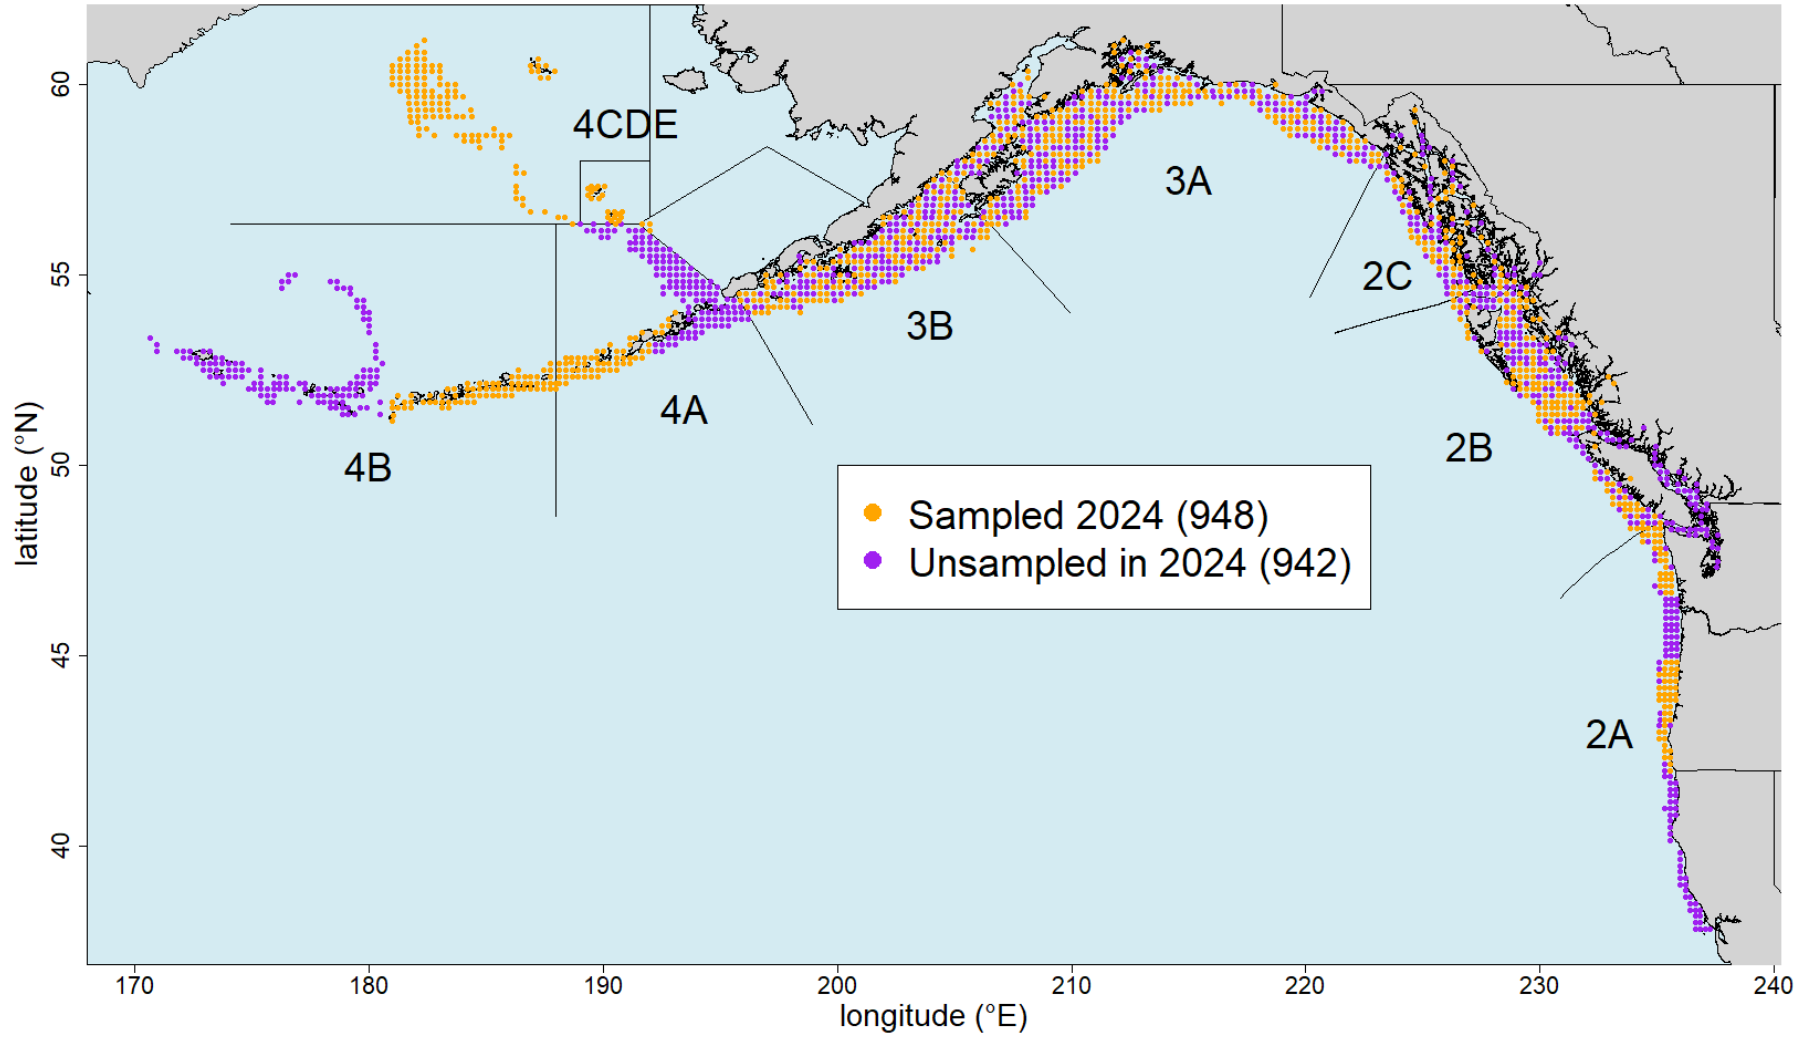 60
55
50
45
40
latitude (°N)
4CDE
3A
2C
3B
4A
2B
4B
Sampled 2024 (948)
Unsampled in 2024 (942)
2A
170
180
190
200
210
220
230
240
longitude (°E)